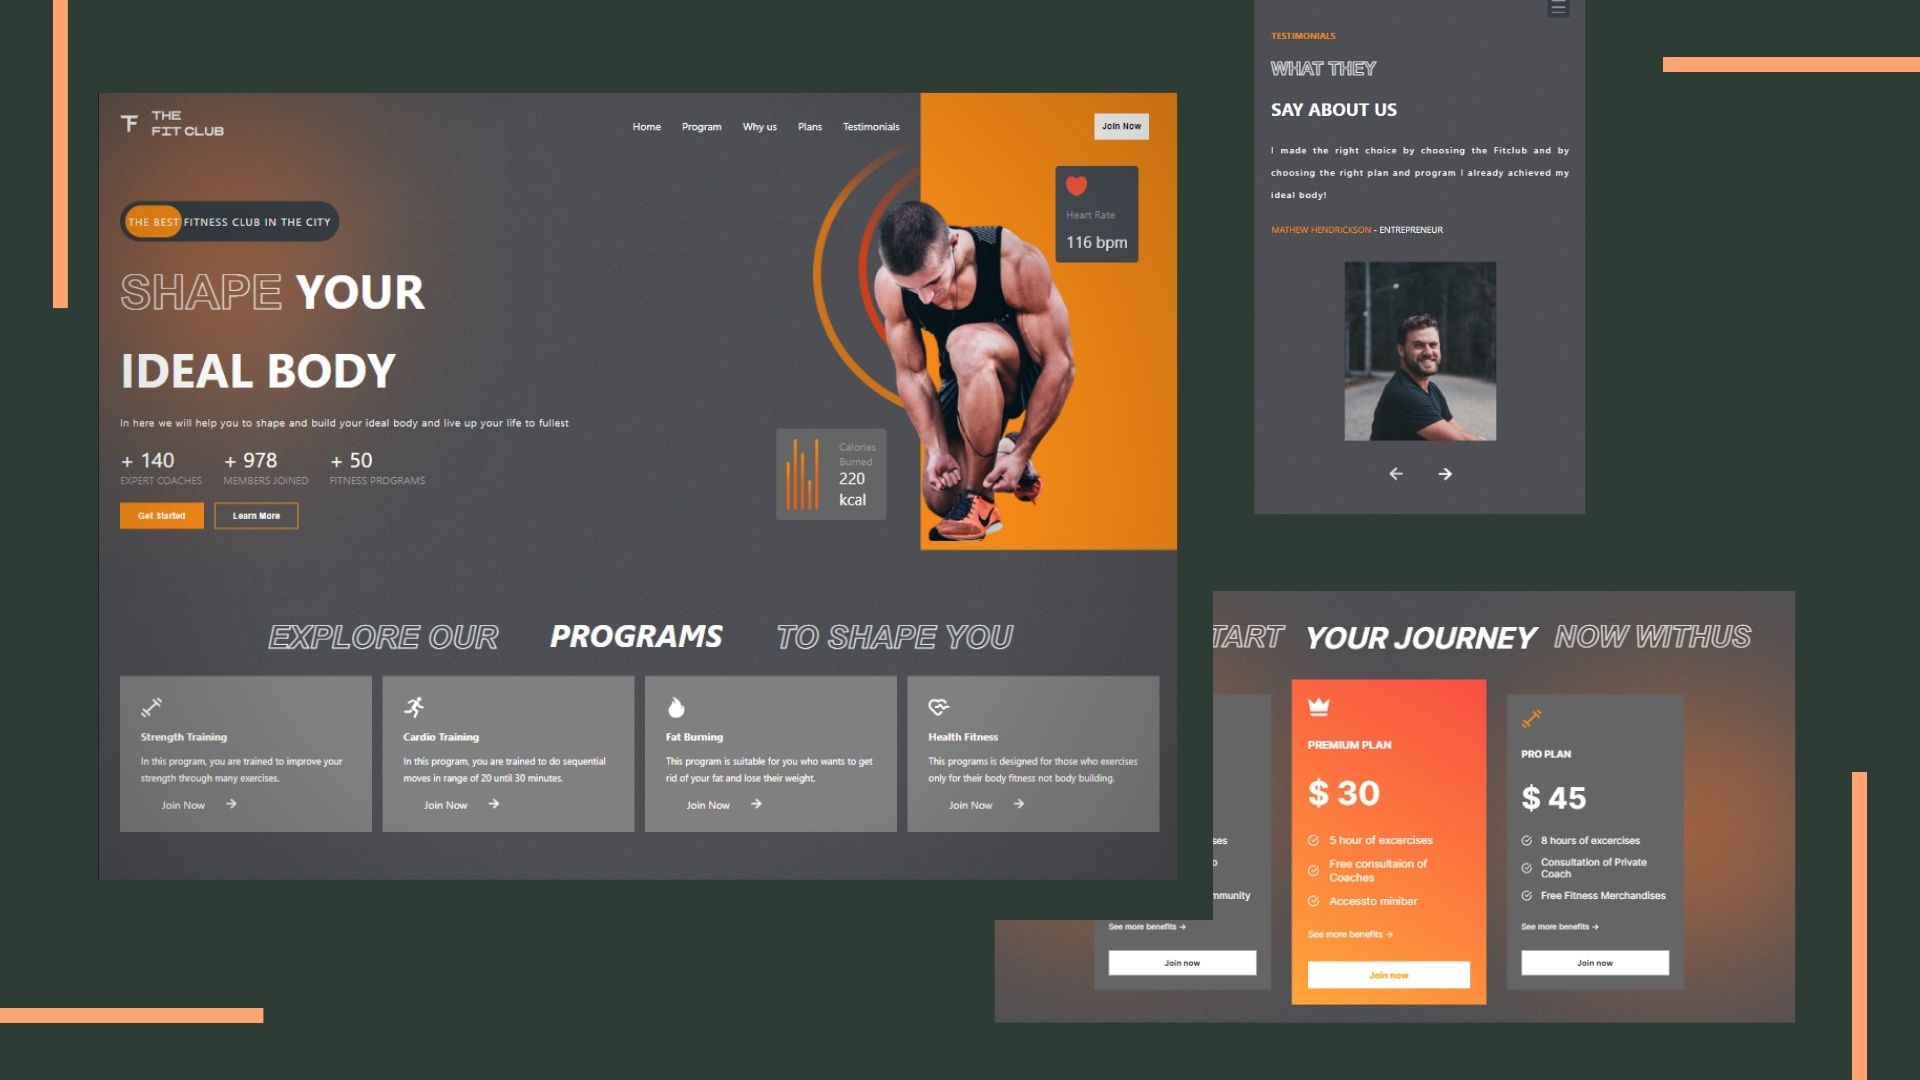 THE
FIT CLUB
Home Program Why us Plans Testimonials
Join Now
Heart Rate
116 bpm
THE BEST FITNESS CLUB IN THE CITY
SHAPE YOUR
IDEAL BODY
In here we will help you to shape and build your ideal body and live up your life to fullest
+ 140 + 978 + 50
EXPERT COACHES MEMBERS JOINED FITNESS PROGRAMS
Get Started Learn More
Calories
Burned
220
kcal
EXPLORE OUR PROGRAMS TO SHAPE YOU
Strength Training
In this program, you are trained to improve your
strength through many exercises.
Join Now →
Cardio Training
In this program, you are trained to do sequential
moves in range of 20 until 30 minutes.
Join Now →
Fat Burning
This program is suitable for you who wants to get
rid of your fat and lose their weight.
Join Now →
Health Fitness
This programs is designed for those who exercises
only for their body fitness not body building.
Join Now →
TESTIMONIALS
WHAT THEY
SAY ABOUT US
I made the right choice by choosing the Fitclub and by
choosing the right plan and program I already achieved my
ideal body!
MATHEW HENDRICKSON - ENTREPRENEUR
TART YOUR JOURNEY NOW WITHUS
ses
o
mmunity
See more benefits →
Join now
PREMIUM PLAN
$ 30
5 hour of excercises
Free consultaion of
Coaches
Accessto minibar
See more benefits →
Join now
PRO PLAN
$ 45
8 hours of excercises
Consultation of Private
Coach
Free Fitness Merchandises
See more benefits →
Join now